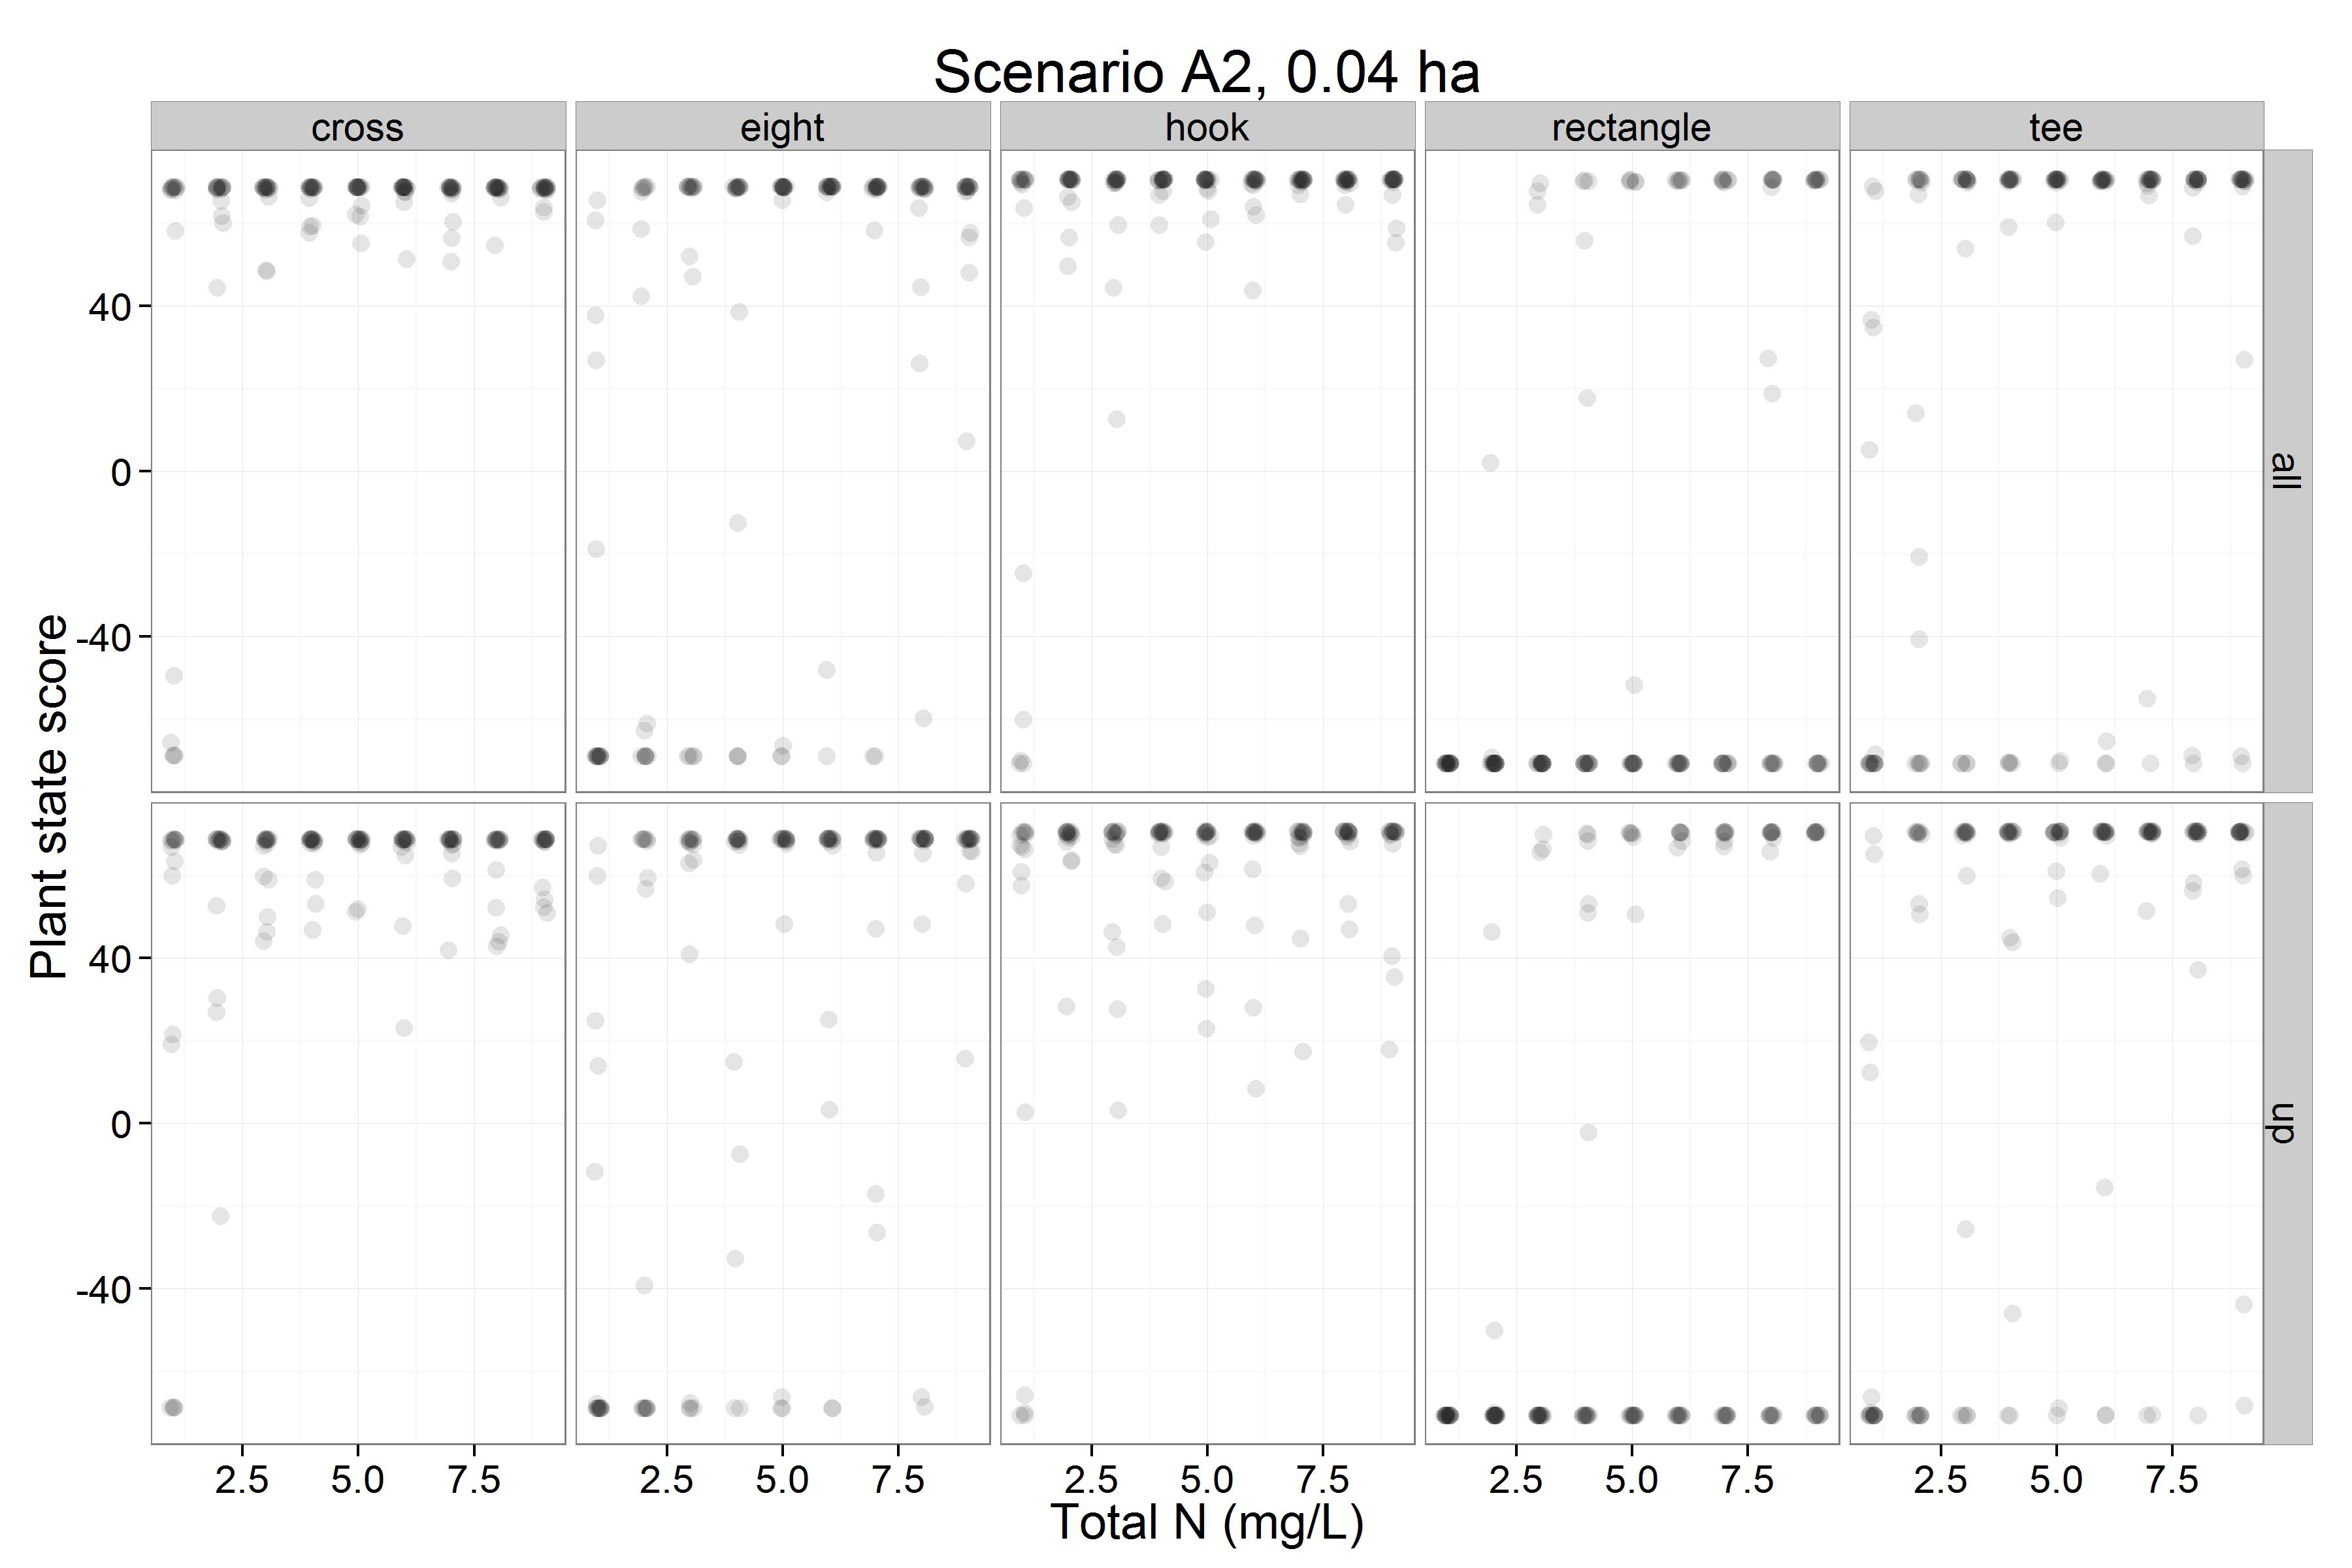 Scenario A2, 0.04 ha
cross eight hook rectangle tee
Plant state score
40
0
-40
all
40
0
-40
up
2.5 5.0 7.5 2.5 5.0 7.5 2.5 5.0 7.5 2.5 5.0 7.5 2.5 5.0 7.5
Total N (mg/L)